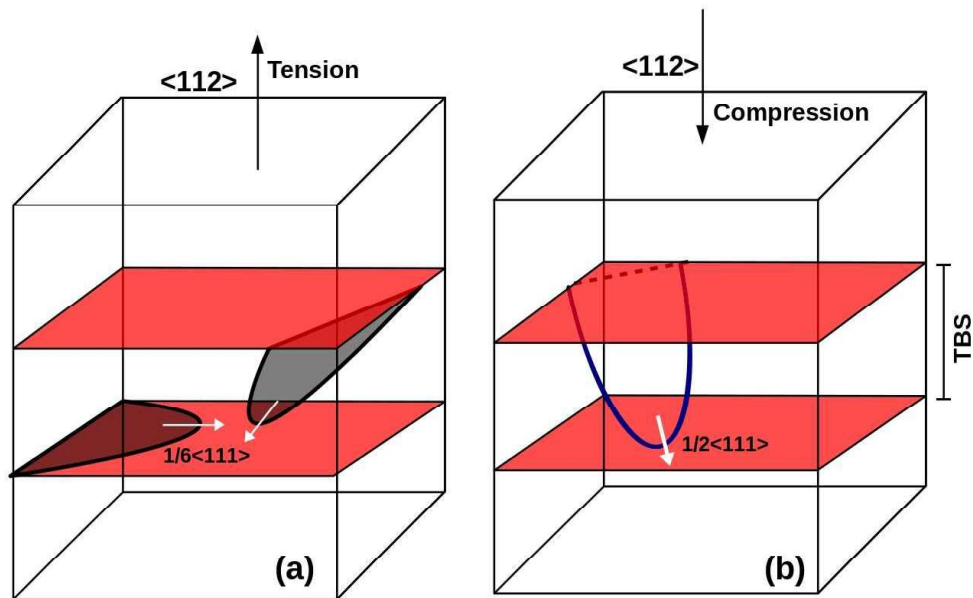 <112>
Tension
1/6<111>
(a)
<112>
Compression
TBS
1/2<111>
(b)